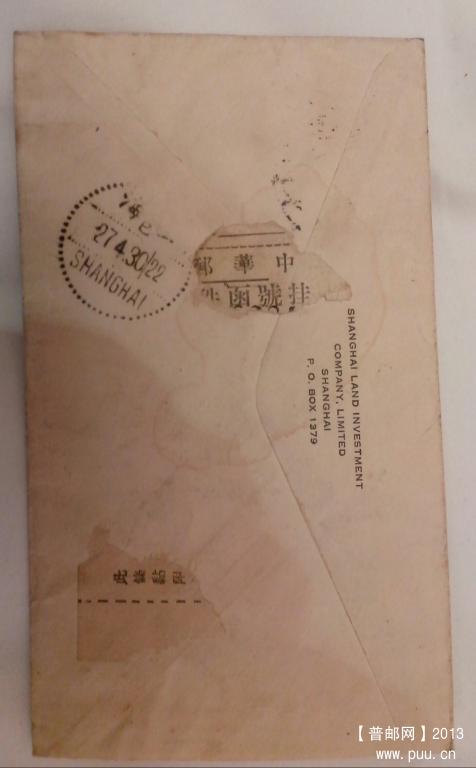 27.4.30/22
SHANGHAI
中華郵
挂號函
SHANGHAI LAND INVESTMENT
COMPANY, LIMITED
SHANGHAI
P. O. BOX 1379
【普邮网】2013
www.puu.cn